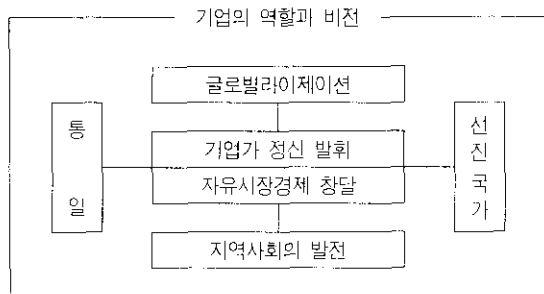 기업의 역할과 비전
글로벌라이제이션
통일
기업가 정신 발휘
자유시장경제 창달
선진국가
지역사회의 발전